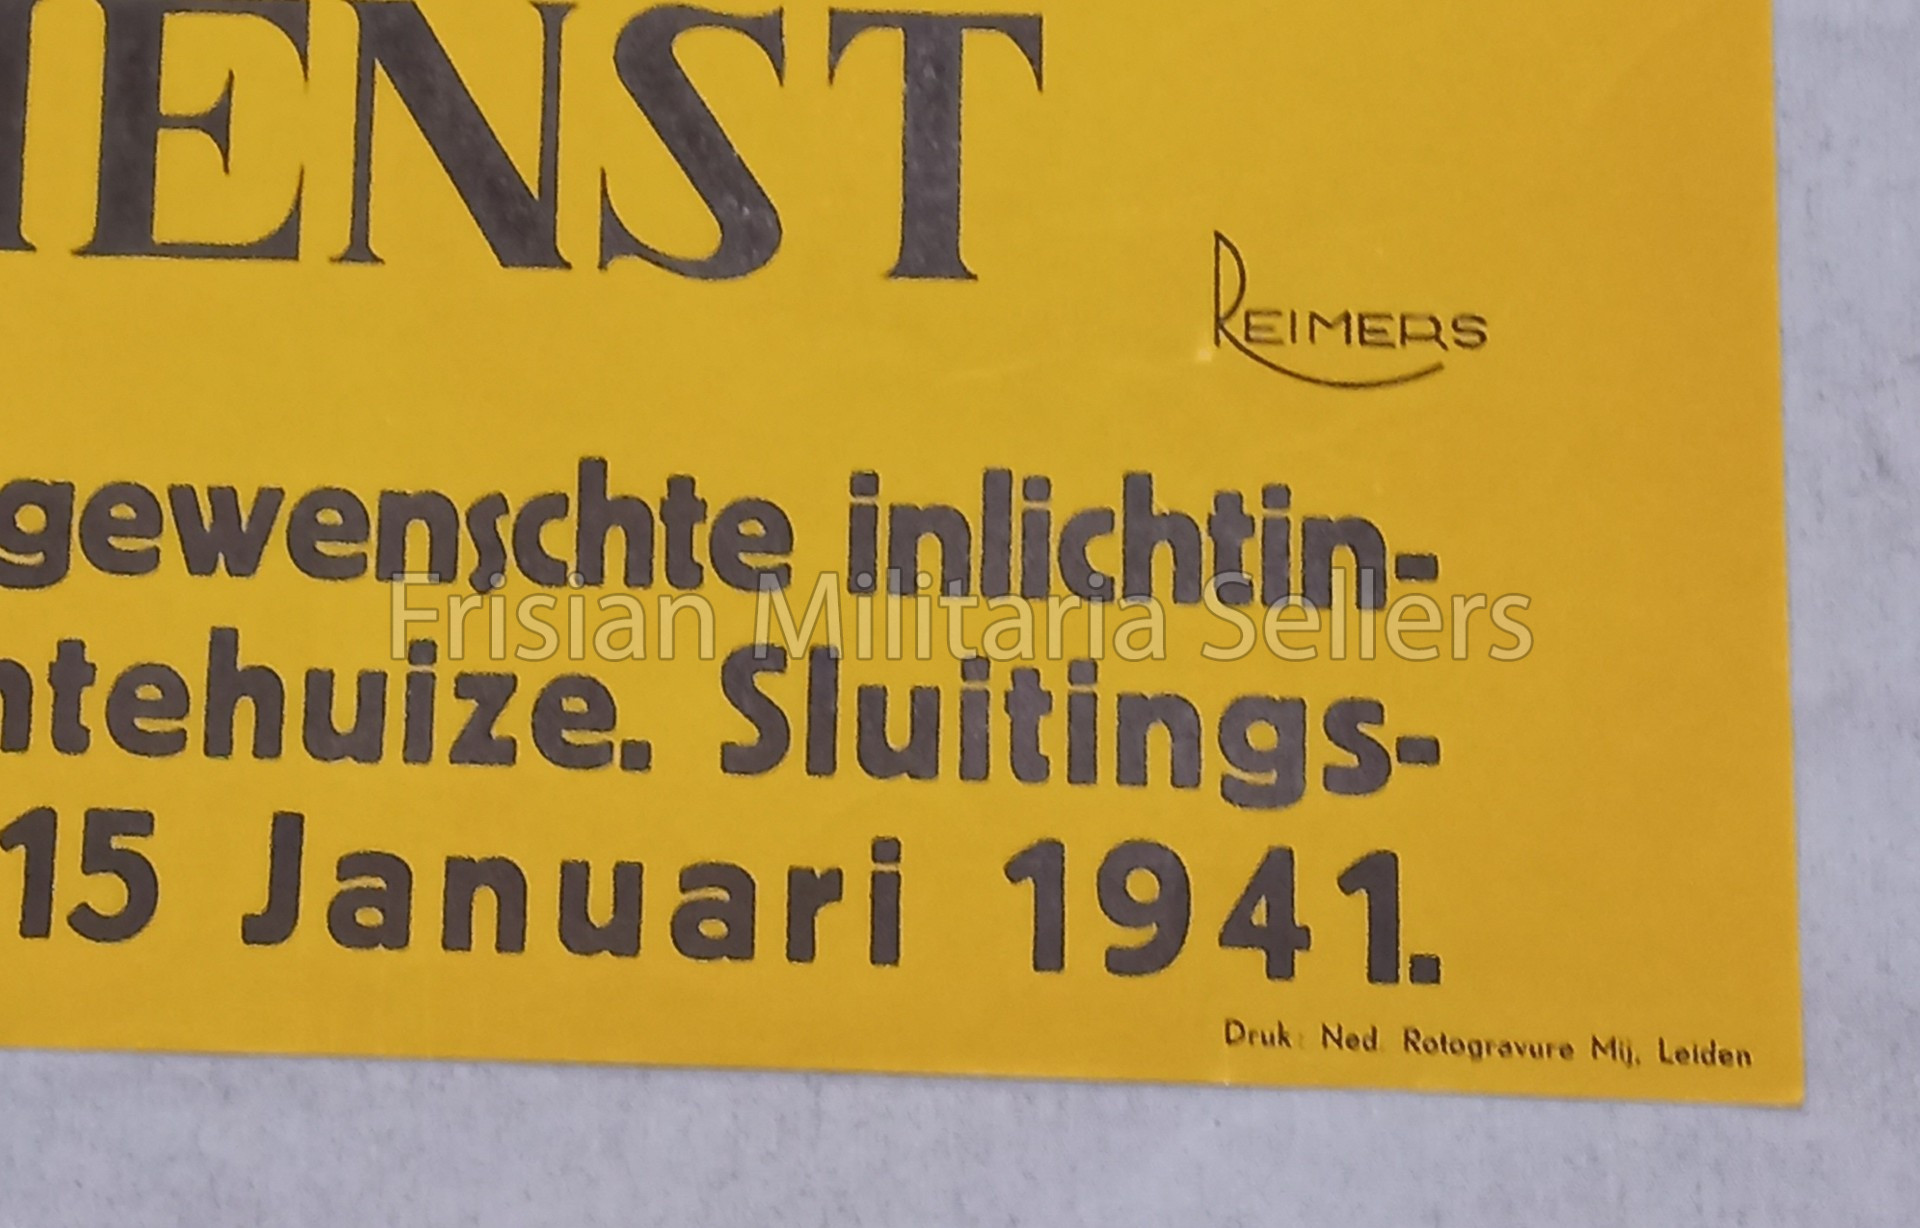 IENST
REIMERS
gewenschte inlichtin-
ntehuize. Sluitings-
15 Januari 1941.
Druk: Ned. Rotogravure Mij. Leiden
Frisian Militaria Sellers